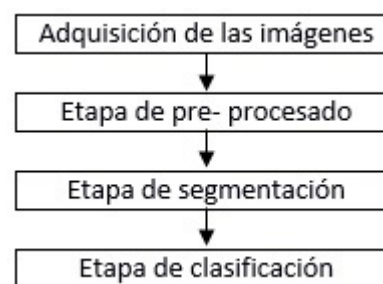 Adquisición de las imágenes
Etapa de pre- procesado
Etapa de segmentación
Etapa de clasificación